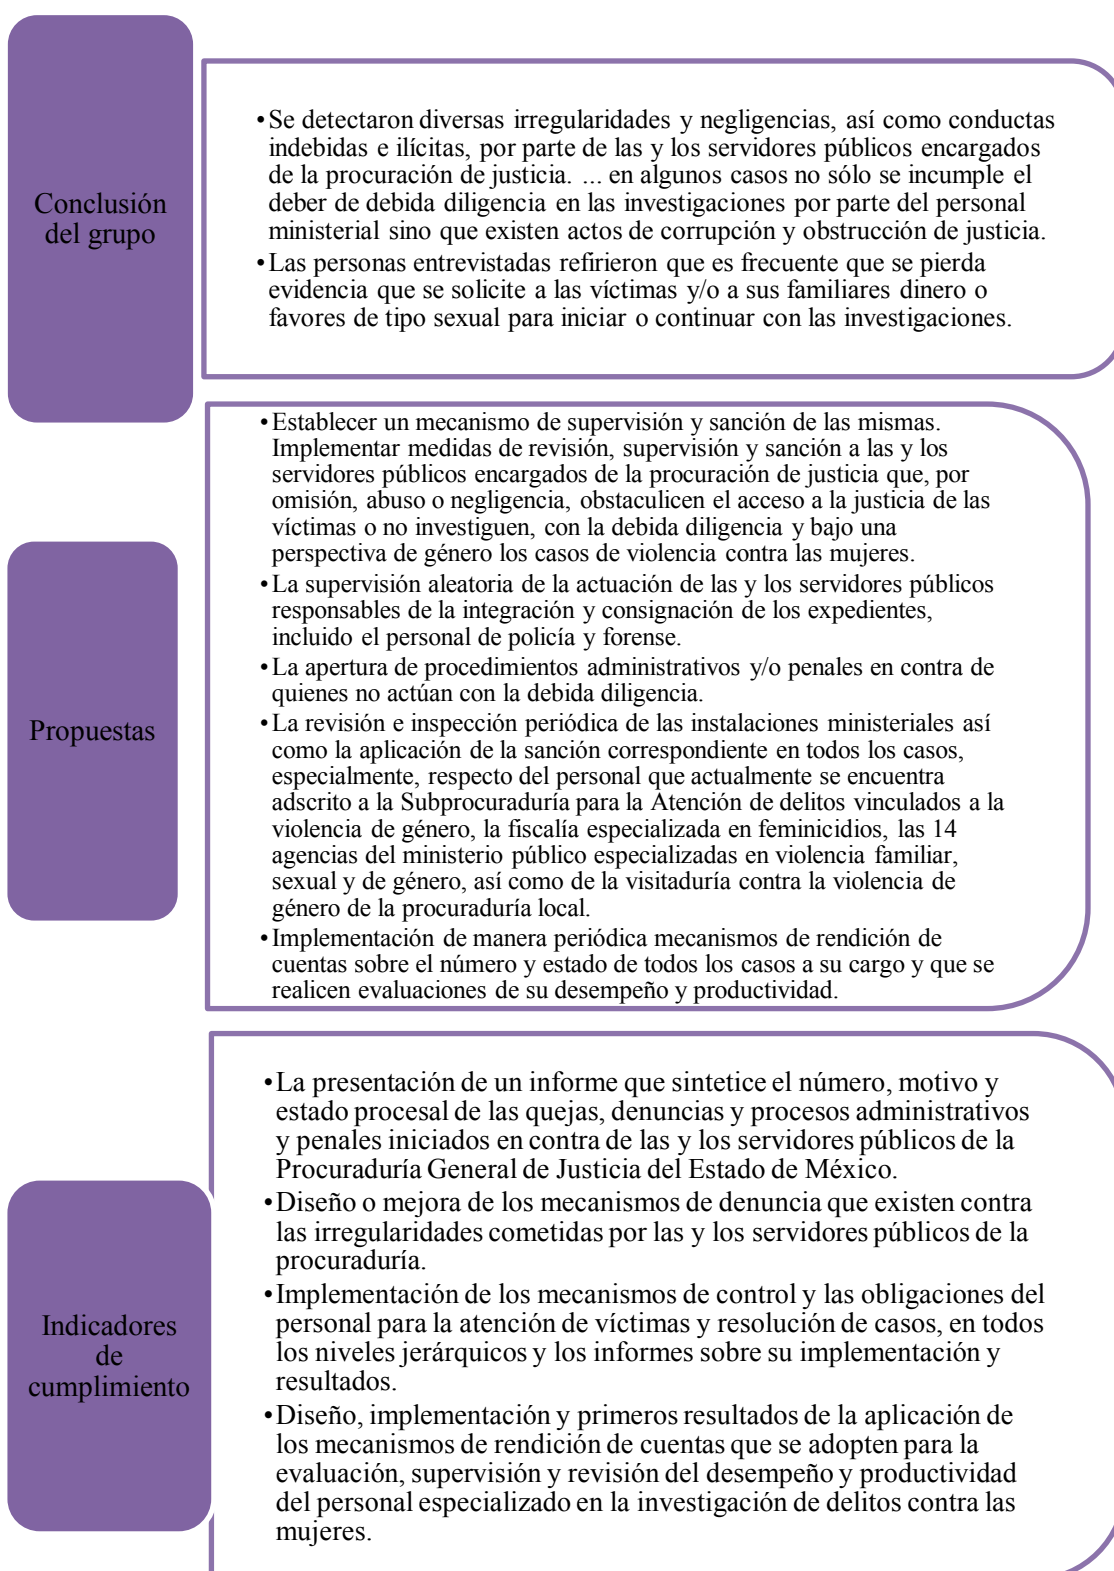 Conclusión
del grupo
•Se detectaron diversas irregularidades y negligencias, así como conductas
indebidas e ilícitas, por parte de las y los servidores públicos encargados
de la procuración de justicia. ... en algunos casos no sólo se incumple el
deber de debida diligencia en las investigaciones por parte del personal
ministerial sino que existen actos de corrupción y obstrucción de justicia.
•Las personas entrevistadas refirieron que es frecuente que se pierda
evidencia que se solicite a las víctimas y/o a sus familiares dinero o
favores de tipo sexual para iniciar o continuar con las investigaciones.
Propuestas
•Establecer un mecanismo de supervisión y sanción de las mismas.
Implementar medidas de revisión, supervisión y sanción a las y los
servidores públicos encargados de la procuración de justicia que, por
omisión, abuso o negligencia, obstaculicen el acceso a la justicia de las
víctimas o no investiguen, con la debida diligencia y bajo una
perspectiva de género los casos de violencia contra las mujeres.
•La supervisión aleatoria de la actuación de las y los servidores públicos
responsables de la integración y consignación de los expedientes,
incluido el personal de policía y forense.
•La apertura de procedimientos administrativos y/o penales en contra de
quienes no actúan con la debida diligencia.
•La revisión e inspección periódica de las instalaciones ministeriales así
como la aplicación de la sanción correspondiente en todos los casos,
especialmente, respecto del personal que actualmente se encuentra
adscrito a la Subprocuraduría para la Atención de delitos vinculados a la
violencia de género, la fiscalía especializada en feminicidios, las 14
agencias del ministerio público especializadas en violencia familiar,
sexual y de género, así como de la visitaduría contra la violencia de
género de la procuraduría local.
•Implementación de manera periódica mecanismos de rendición de
cuentas sobre el número y estado de todos los casos a su cargo y que se
realicen evaluaciones de su desempeño y productividad.
Indicadores
de
cumplimiento
•La presentación de un informe que sintetice el número, motivo y
estado procesal de las quejas, denuncias y procesos administrativos
y penales iniciados en contra de las y los servidores públicos de la
Procuraduría General de Justicia del Estado de México.
•Diseño o mejora de los mecanismos de denuncia que existen contra
las irregularidades cometidas por las y los servidores públicos de la
procuraduría.
•Implementación de los mecanismos de control y las obligaciones del
personal para la atención de víctimas y resolución de casos, en todos
los niveles jerárquicos y los informes sobre su implementación y
resultados.
•Diseño, implementación y primeros resultados de la aplicación de
los mecanismos de rendición de cuentas que se adopten para la
evaluación, supervisión y revisión del desempeño y productividad
del personal especializado en la investigación de delitos contra las
mujeres.